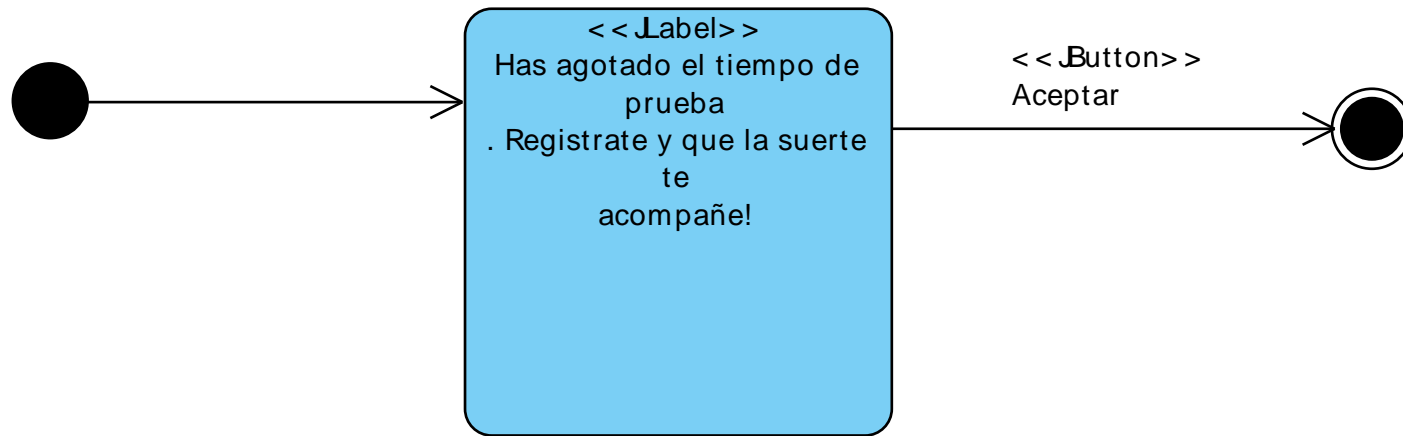 <<JLabel>>
Has agotado el tiempo de
prueba
. Registrate y que la suerte
te
acompañe!
<<JButton>>
Aceptar